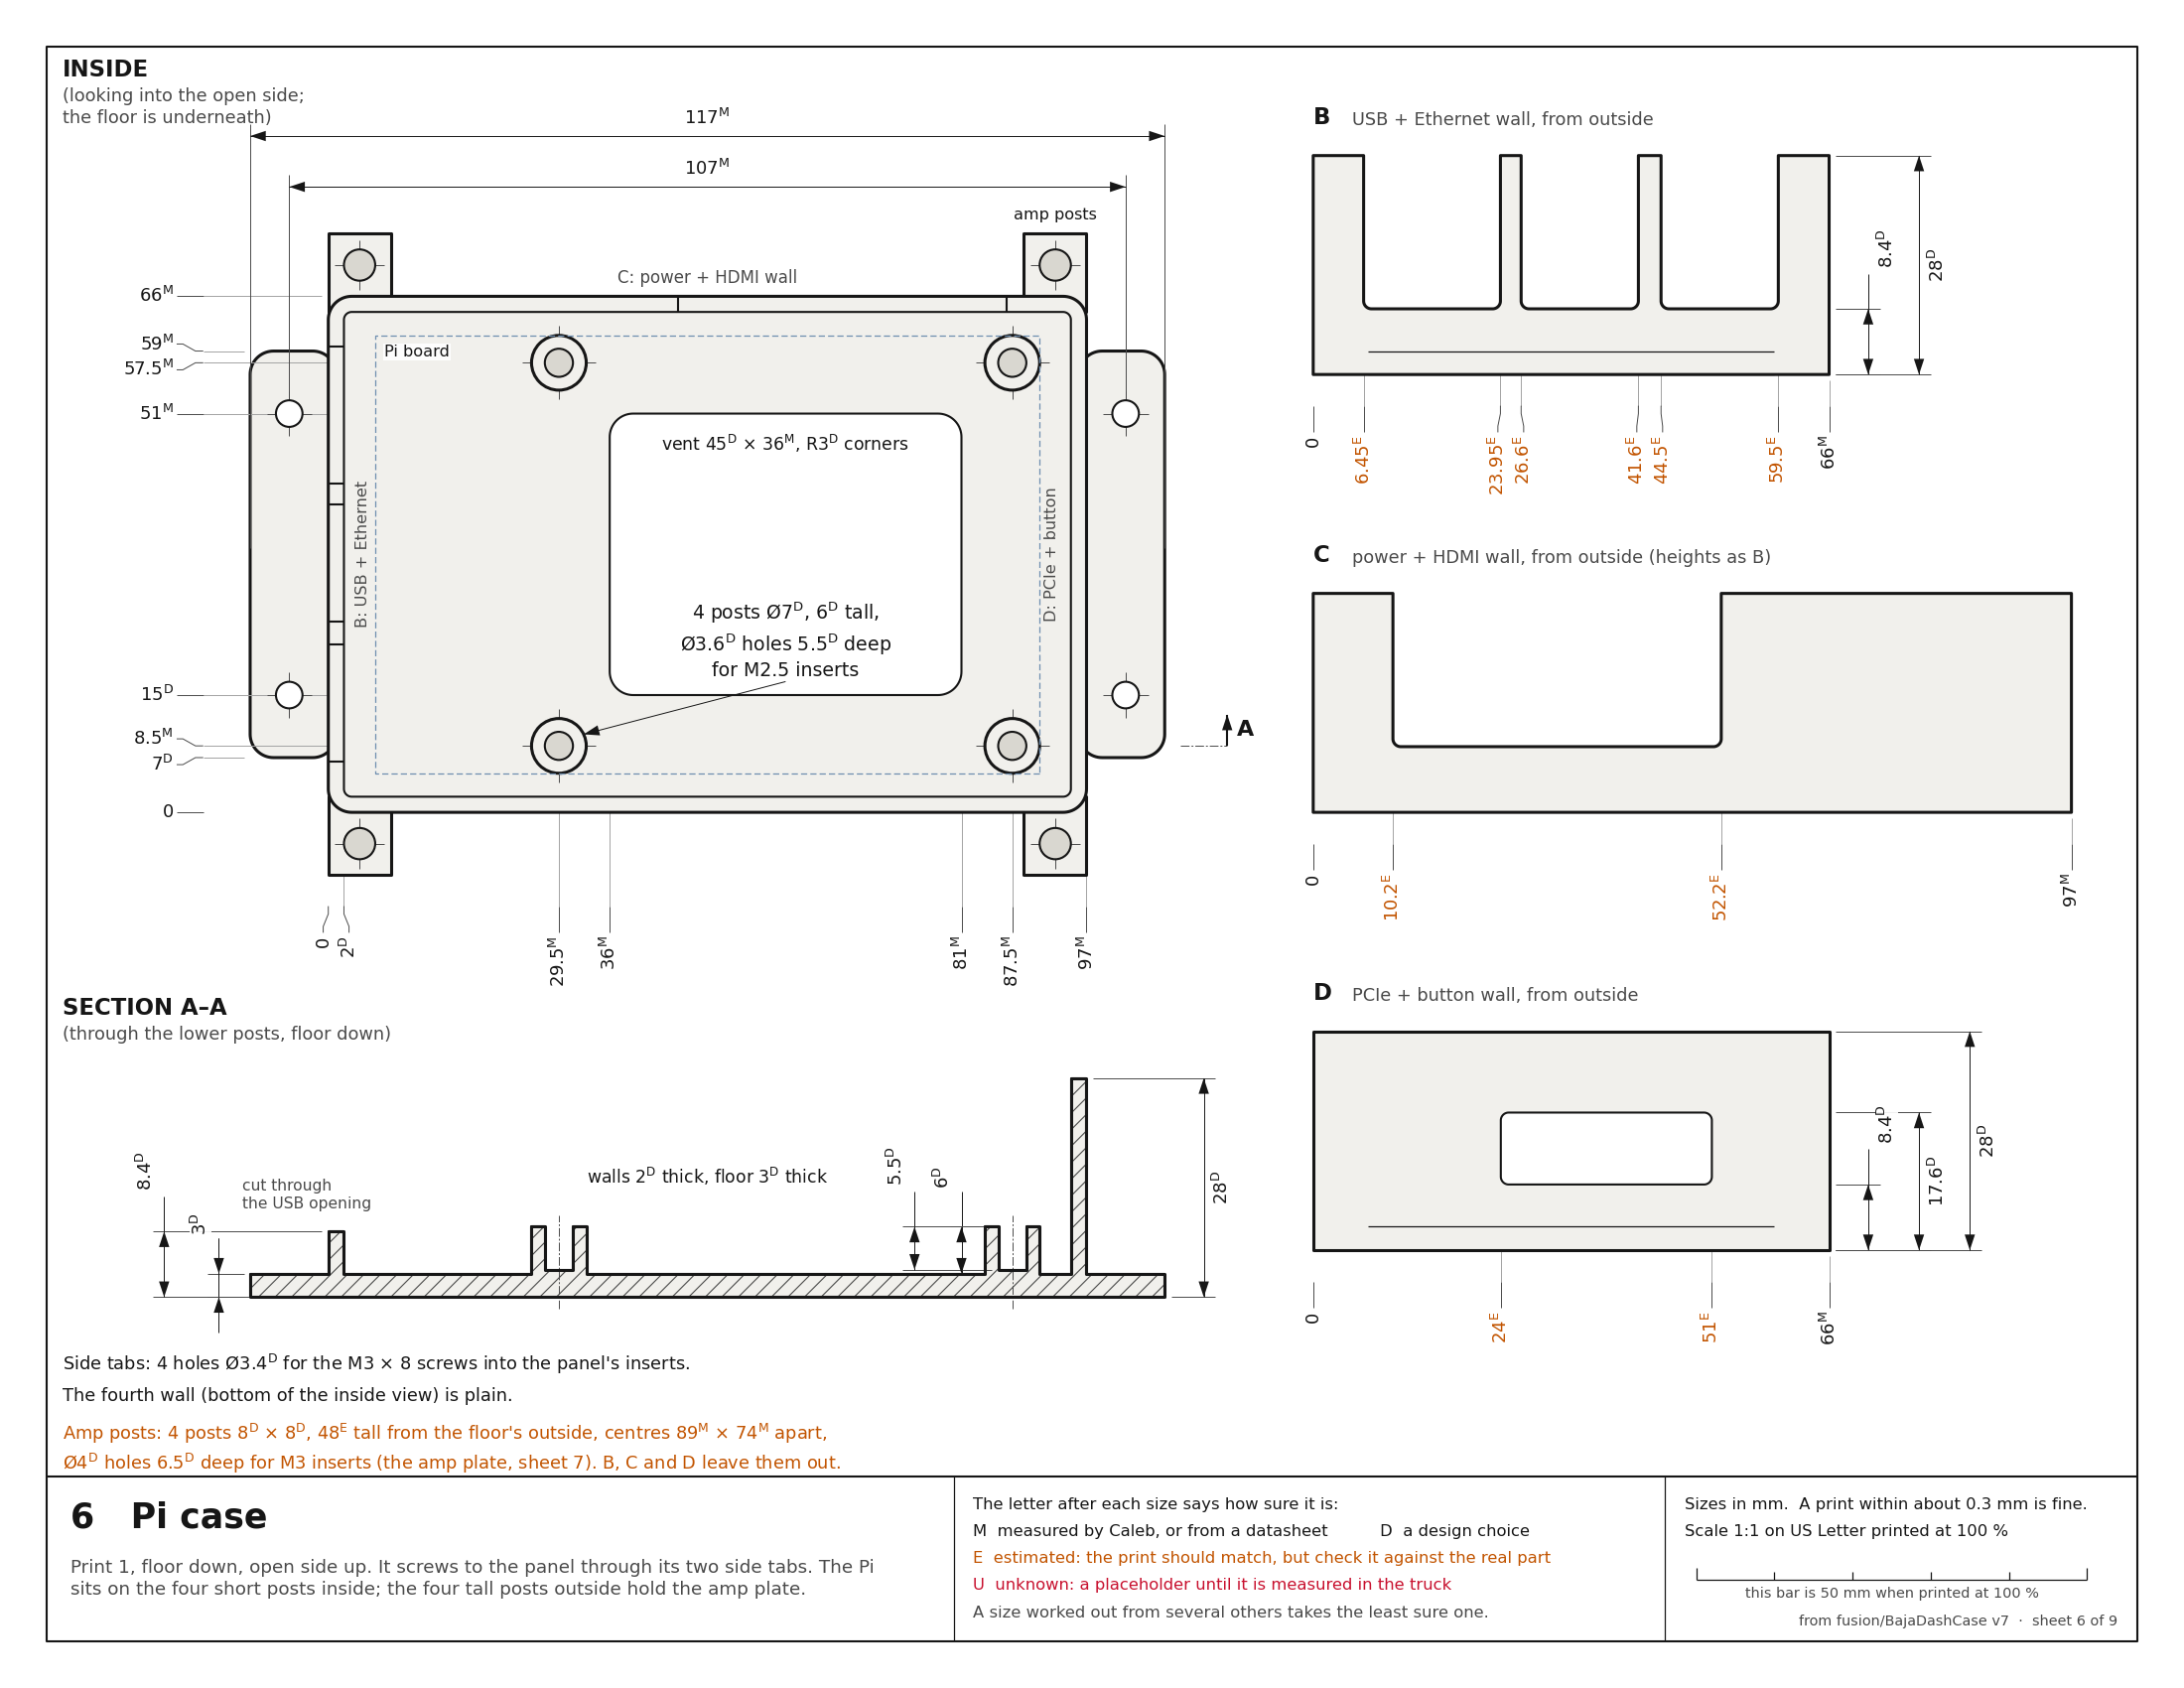 INSIDE
(looking into the open side;
the floor is underneath)
117ᴹ
107ᴹ
amp posts
C: power + HDMI wall
66ᴹ
59ᴹ
57.5ᴹ
51ᴹ
15ᴰ
8.5ᴹ
7ᴰ
0
Pi board
vent 45ᴰ × 36ᴹ, R3ᴰ corners
B: USB + Ethernet
D: PCIe + button
4 posts Ø7ᴰ, 6ᴰ tall,
Ø3.6ᴰ holes 5.5ᴰ deep
for M2.5 inserts
A
0
2ᴰ
29.5ᴹ
36ᴹ
81ᴹ
87.5ᴹ
97ᴹ
B USB + Ethernet wall, from outside
8.4ᴰ
28ᴰ
0
6.45ᴱ
23.95ᴱ
26.6ᴱ
41.6ᴱ
44.5ᴱ
59.5ᴱ
66ᴹ
C power + HDMI wall, from outside (heights as B)
0
10.2ᴱ
52.2ᴱ
97ᴹ
D PCIe + button wall, from outside
8.4ᴰ
17.6ᴰ
28ᴰ
0
24ᴱ
51ᴱ
66ᴹ
SECTION A–A
(through the lower posts, floor down)
8.4ᴰ
3ᴰ
cut through
the USB opening
walls 2ᴰ thick, floor 3ᴰ thick
5.5ᴰ
6ᴰ
28ᴰ
Side tabs: 4 holes Ø3.4ᴰ for the M3 × 8 screws into the panel's inserts.
The fourth wall (bottom of the inside view) is plain.
Amp posts: 4 posts 8ᴰ × 8ᴰ, 48ᴱ tall from the floor's outside, centres 89ᴹ × 74ᴹ apart,
Ø4ᴰ holes 6.5ᴰ deep for M3 inserts (the amp plate, sheet 7). B, C and D leave them out.
6 Pi case
Print 1, floor down, open side up. It screws to the panel through its two side tabs. The Pi
sits on the four short posts inside; the four tall posts outside hold the amp plate.
The letter after each size says how sure it is:
M measured by Caleb, or from a datasheet D a design choice
E estimated: the print should match, but check it against the real part
U unknown: a placeholder until it is measured in the truck
A size worked out from several others takes the least sure one.
Sizes in mm. A print within about 0.3 mm is fine.
Scale 1:1 on US Letter printed at 100 %
this bar is 50 mm when printed at 100 %
from fusion/BajaDashCase v7 · sheet 6 of 9